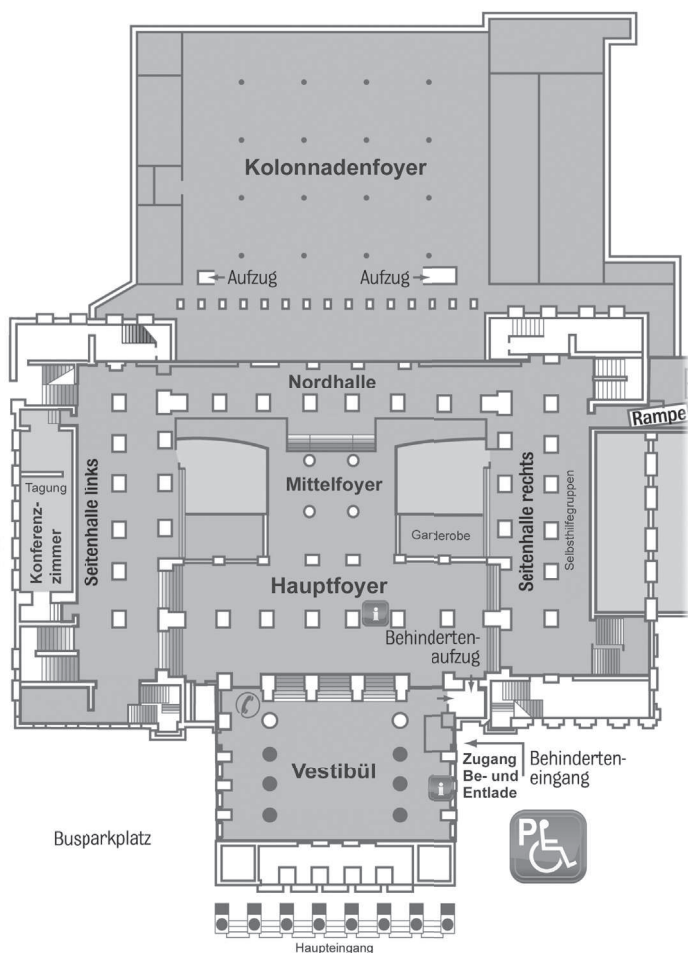 Kolonnadenfoyer
Aufzug
Aufzug
Nordhalle
Rampe
Mittelfoyer
Seitenhalle links
Tagung
Konferenz-
zimmer
Seitenhalle rechts
Selbsthilfegruppen
Garderobe
Hauptfoyer
i
Behinderten-
aufzug
Vestibül
i
Zugang
Be- und
Entlade
Behinderten-
eingang
Busparkplatz
P
Haupteingang